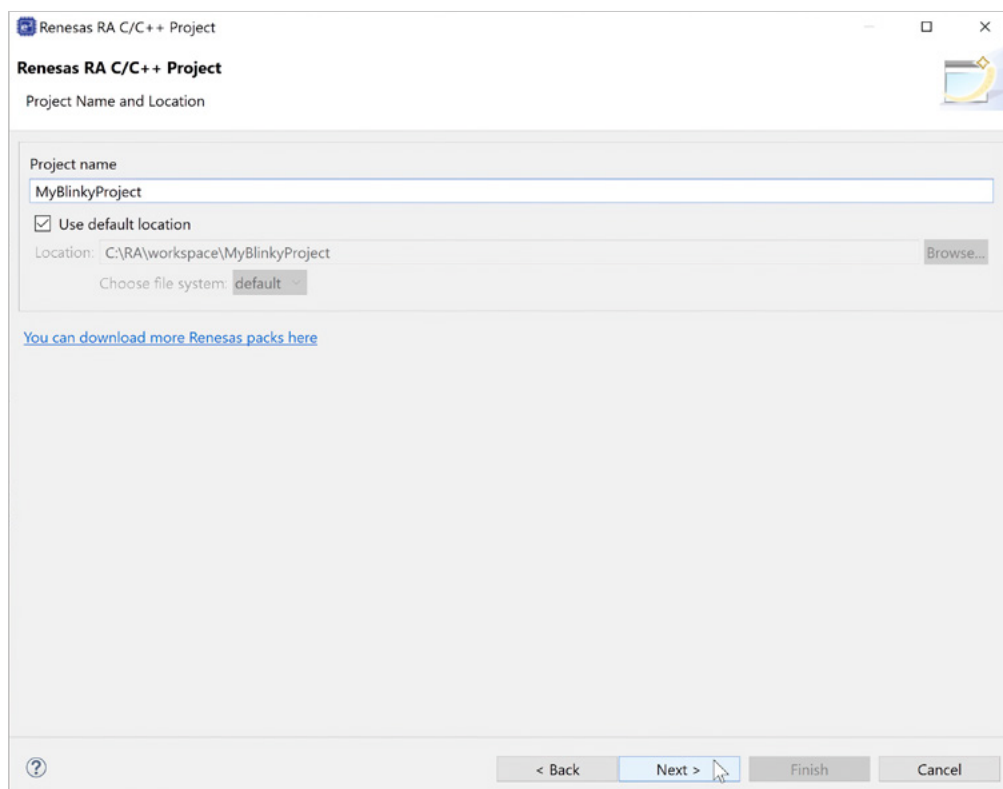 Renesas RA C/C++ Project
Renesas RA C/C++ Project
Project Name and Location
Project name
MyBlinkyProject
Use default location
Location: C:\RA\workspace\MyBlinkyProject Browse...
Choose file system: default
You can download more Renesas packs here
? < Back Next > Finish Cancel